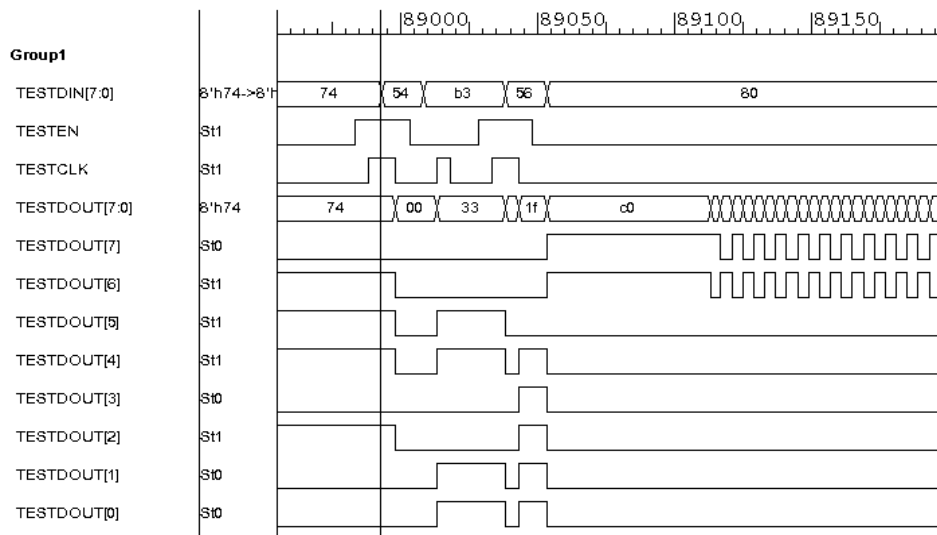 89000 89050 89100 89150
Group1
TESTDIN[7:0] 8'h74->8'h 74 54 b3 56 80
TESTEN St1
TESTCLK St1
TESTDOUT[7:0] 8'h74 74 00 33 1f c0
TESTDOUT[7] St0
TESTDOUT[6] St1
TESTDOUT[5] St1
TESTDOUT[4] St1
TESTDOUT[3] St0
TESTDOUT[2] St1
TESTDOUT[1] St0
TESTDOUT[0] St0